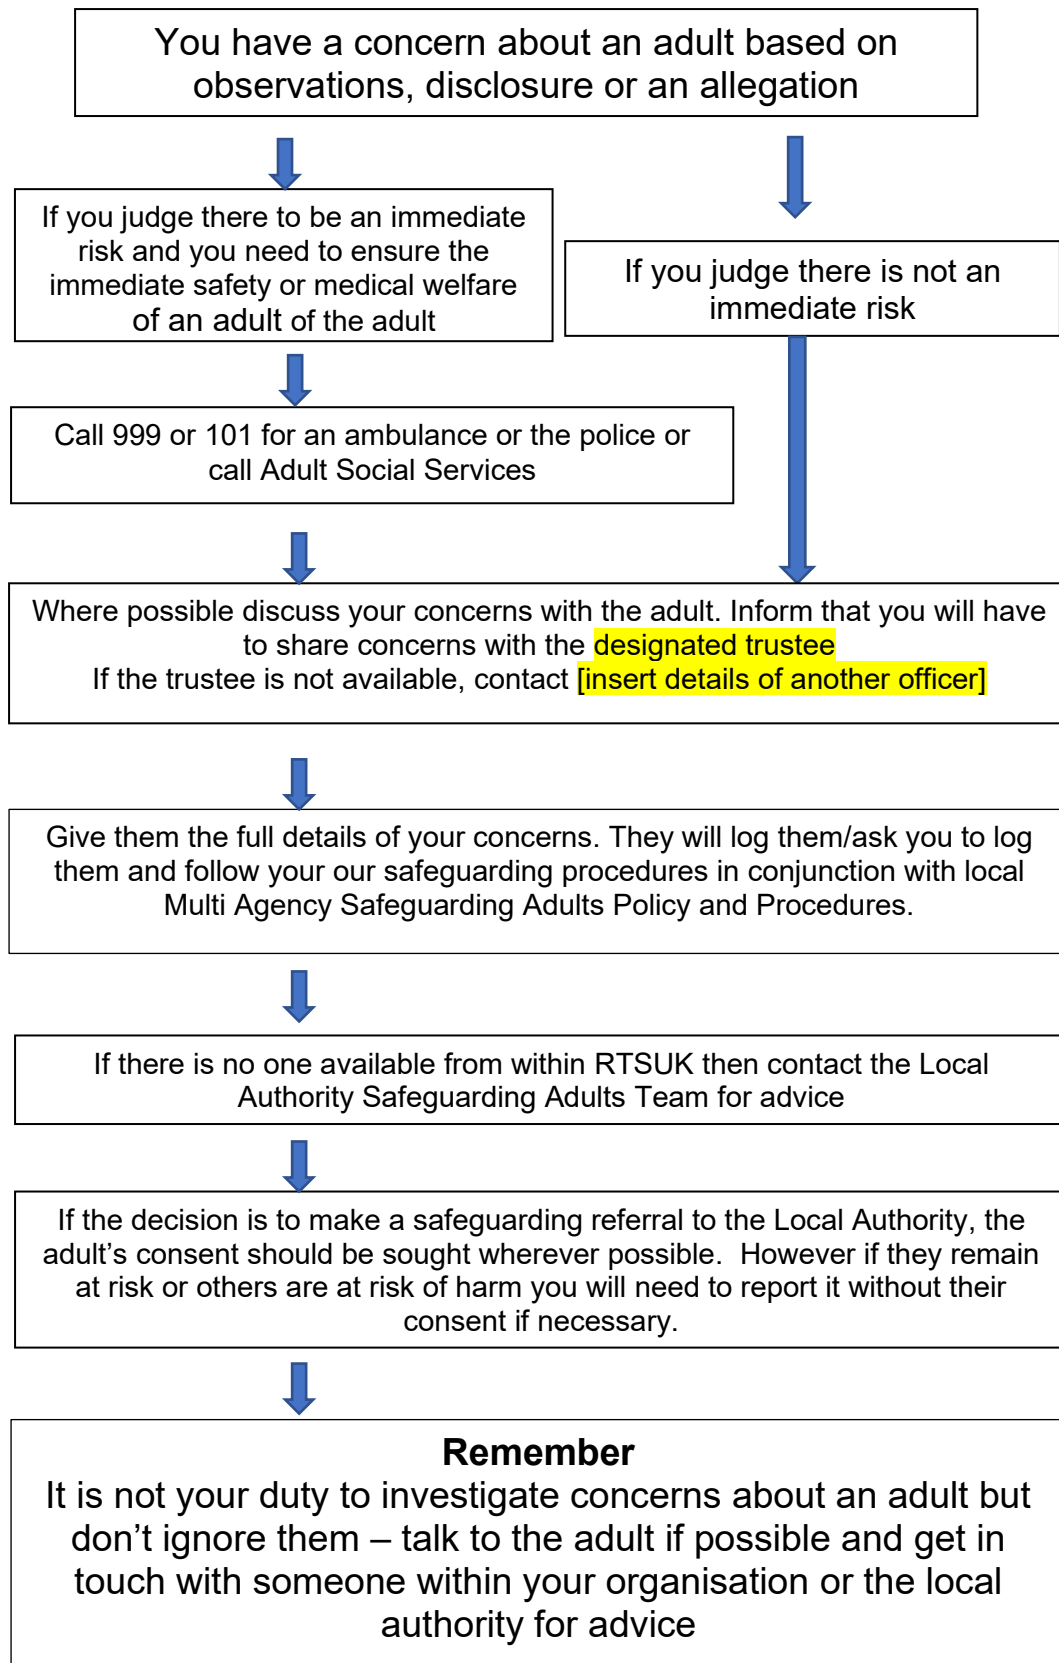 You have a concern about an adult based on
observations, disclosure or an allegation
If you judge there to be an immediate
risk and you need to ensure the
immediate safety or medical welfare
of an adult of the adult
If you judge there is not an
immediate risk
Call 999 or 101 for an ambulance or the police or
call Adult Social Services
Where possible discuss your concerns with the adult. Inform that you will have
to share concerns with the designated trustee
If the trustee is not available, contact [insert details of another officer]
Give them the full details of your concerns. They will log them/ask you to log
them and follow your our safeguarding procedures in conjunction with local
Multi Agency Safeguarding Adults Policy and Procedures.
If there is no one available from within RTSUK then contact the Local
Authority Safeguarding Adults Team for advice
If the decision is to make a safeguarding referral to the Local Authority, the
adult’s consent should be sought wherever possible.  However if they remain
at risk or others are at risk of harm you will need to report it without their
consent if necessary.
Remember
It is not your duty to investigate concerns about an adult but
don’t ignore them – talk to the adult if possible and get in
touch with someone within your organisation or the local
authority for advice